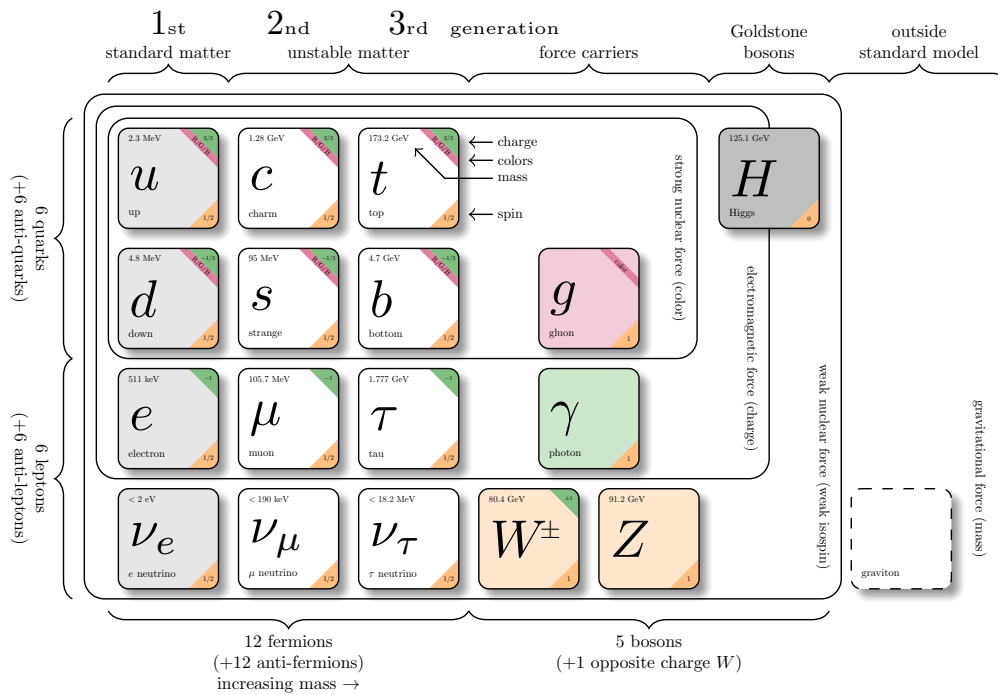 1st 2nd 3rd generation
standard matter unstable matter force carriers Goldstone bosons outside standard model
2.3 MeV 2/3 R/G/B u up 1/2
1.28 GeV 2/3 R/G/B c charm 1/2
173.2 GeV 2/3 R/G/B t top 1/2
charge
colors
mass
spin
125.1 GeV H Higgs 0
4.8 MeV −1/3 R/G/B d down 1/2
95 MeV −1/3 R/G/B s strange 1/2
4.7 GeV −1/3 R/G/B b bottom 1/2
color g gluon 1
511 keV −1 e electron 1/2
105.7 MeV −1 μ muon 1/2
1.777 GeV −1 τ tau 1/2
γ photon 1
< 2 eV νe e neutrino 1/2
< 190 keV νμ μ neutrino 1/2
< 18.2 MeV ντ τ neutrino 1/2
80.4 GeV ±1 W± 1
91.2 GeV Z 1
graviton
6 quarks
(+6 anti-quarks)
6 leptons
(+6 anti-leptons)
strong nuclear force (color)
electromagnetic force (charge)
weak nuclear force (weak isospin)
gravitational force (mass)
12 fermions
(+12 anti-fermions)
increasing mass →
5 bosons
(+1 opposite charge W)